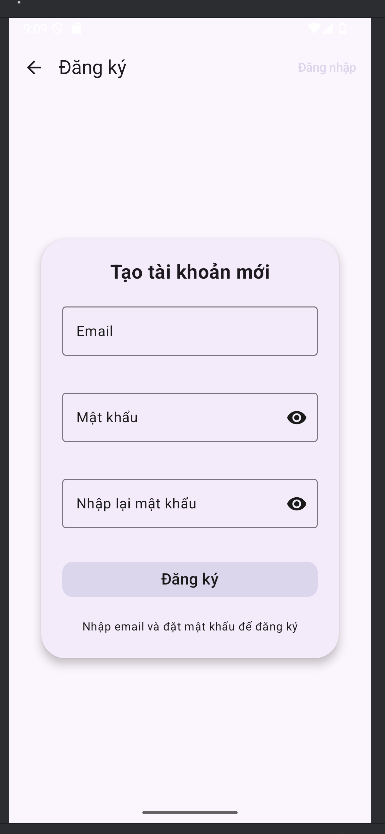 Đăng ký
Đăng nhập
Tạo tài khoản mới
Email
Mật khẩu
Nhập lại mật khẩu
Đăng ký
Nhập email và đặt mật khẩu để đăng ký